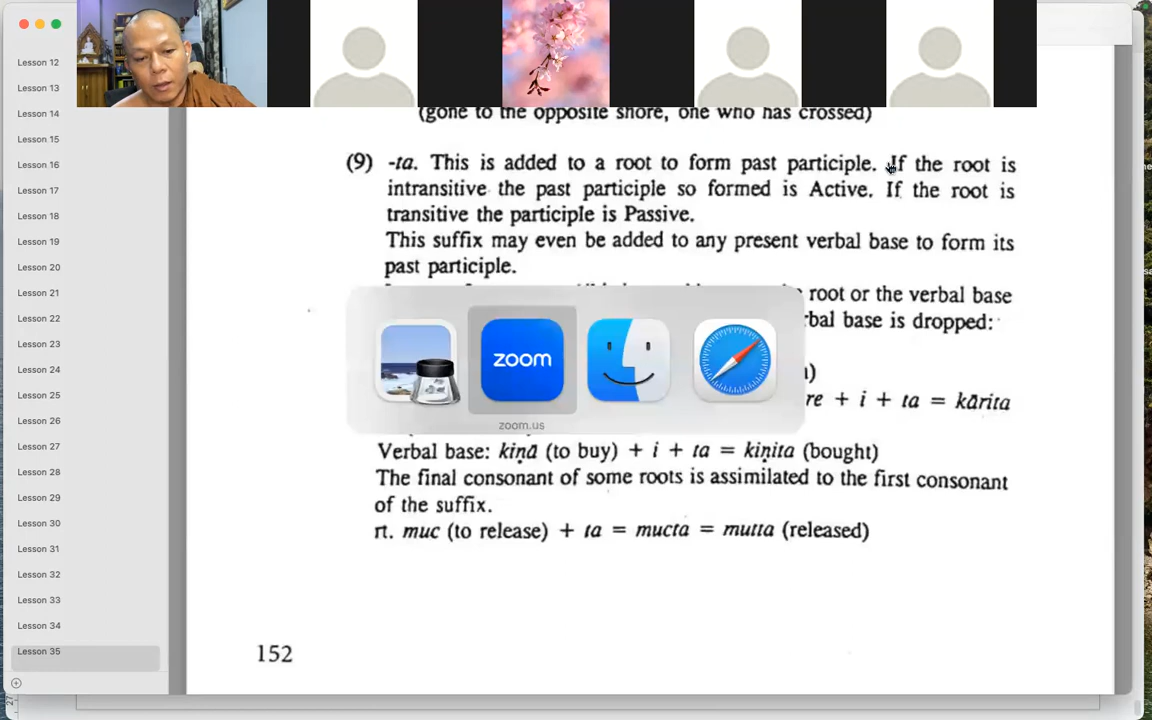 Lesson 12
Lesson 13
Lesson 14
Lesson 15
Lesson 16
Lesson 17
Lesson 18
Lesson 19
Lesson 20
Lesson 21
Lesson 22
Lesson 23
Lesson 24
Lesson 25
Lesson 26
Lesson 27
Lesson 28
Lesson 29
Lesson 30
Lesson 31
Lesson 32
Lesson 33
Lesson 34
Lesson 35
(gone to the opposite shore, one who has crossed)
(9) -ta. This is added to a root to form past participle. If the root is
intransitive the past participle so formed is Active. If the root is
transitive the participle is Passive.
This suffix may even be added to any present verbal base to form its
past participle.
root or the verbal base
rbal base is dropped:
re + i + ta = kārita
zoom
zoom.us
Verbal base: kiṇā (to buy) + i + ta = kiṇita (bought)
The final consonant of some roots is assimilated to the first consonant
of the suffix.
rt. muc (to release) + ta = mucta = mutta (released)
152